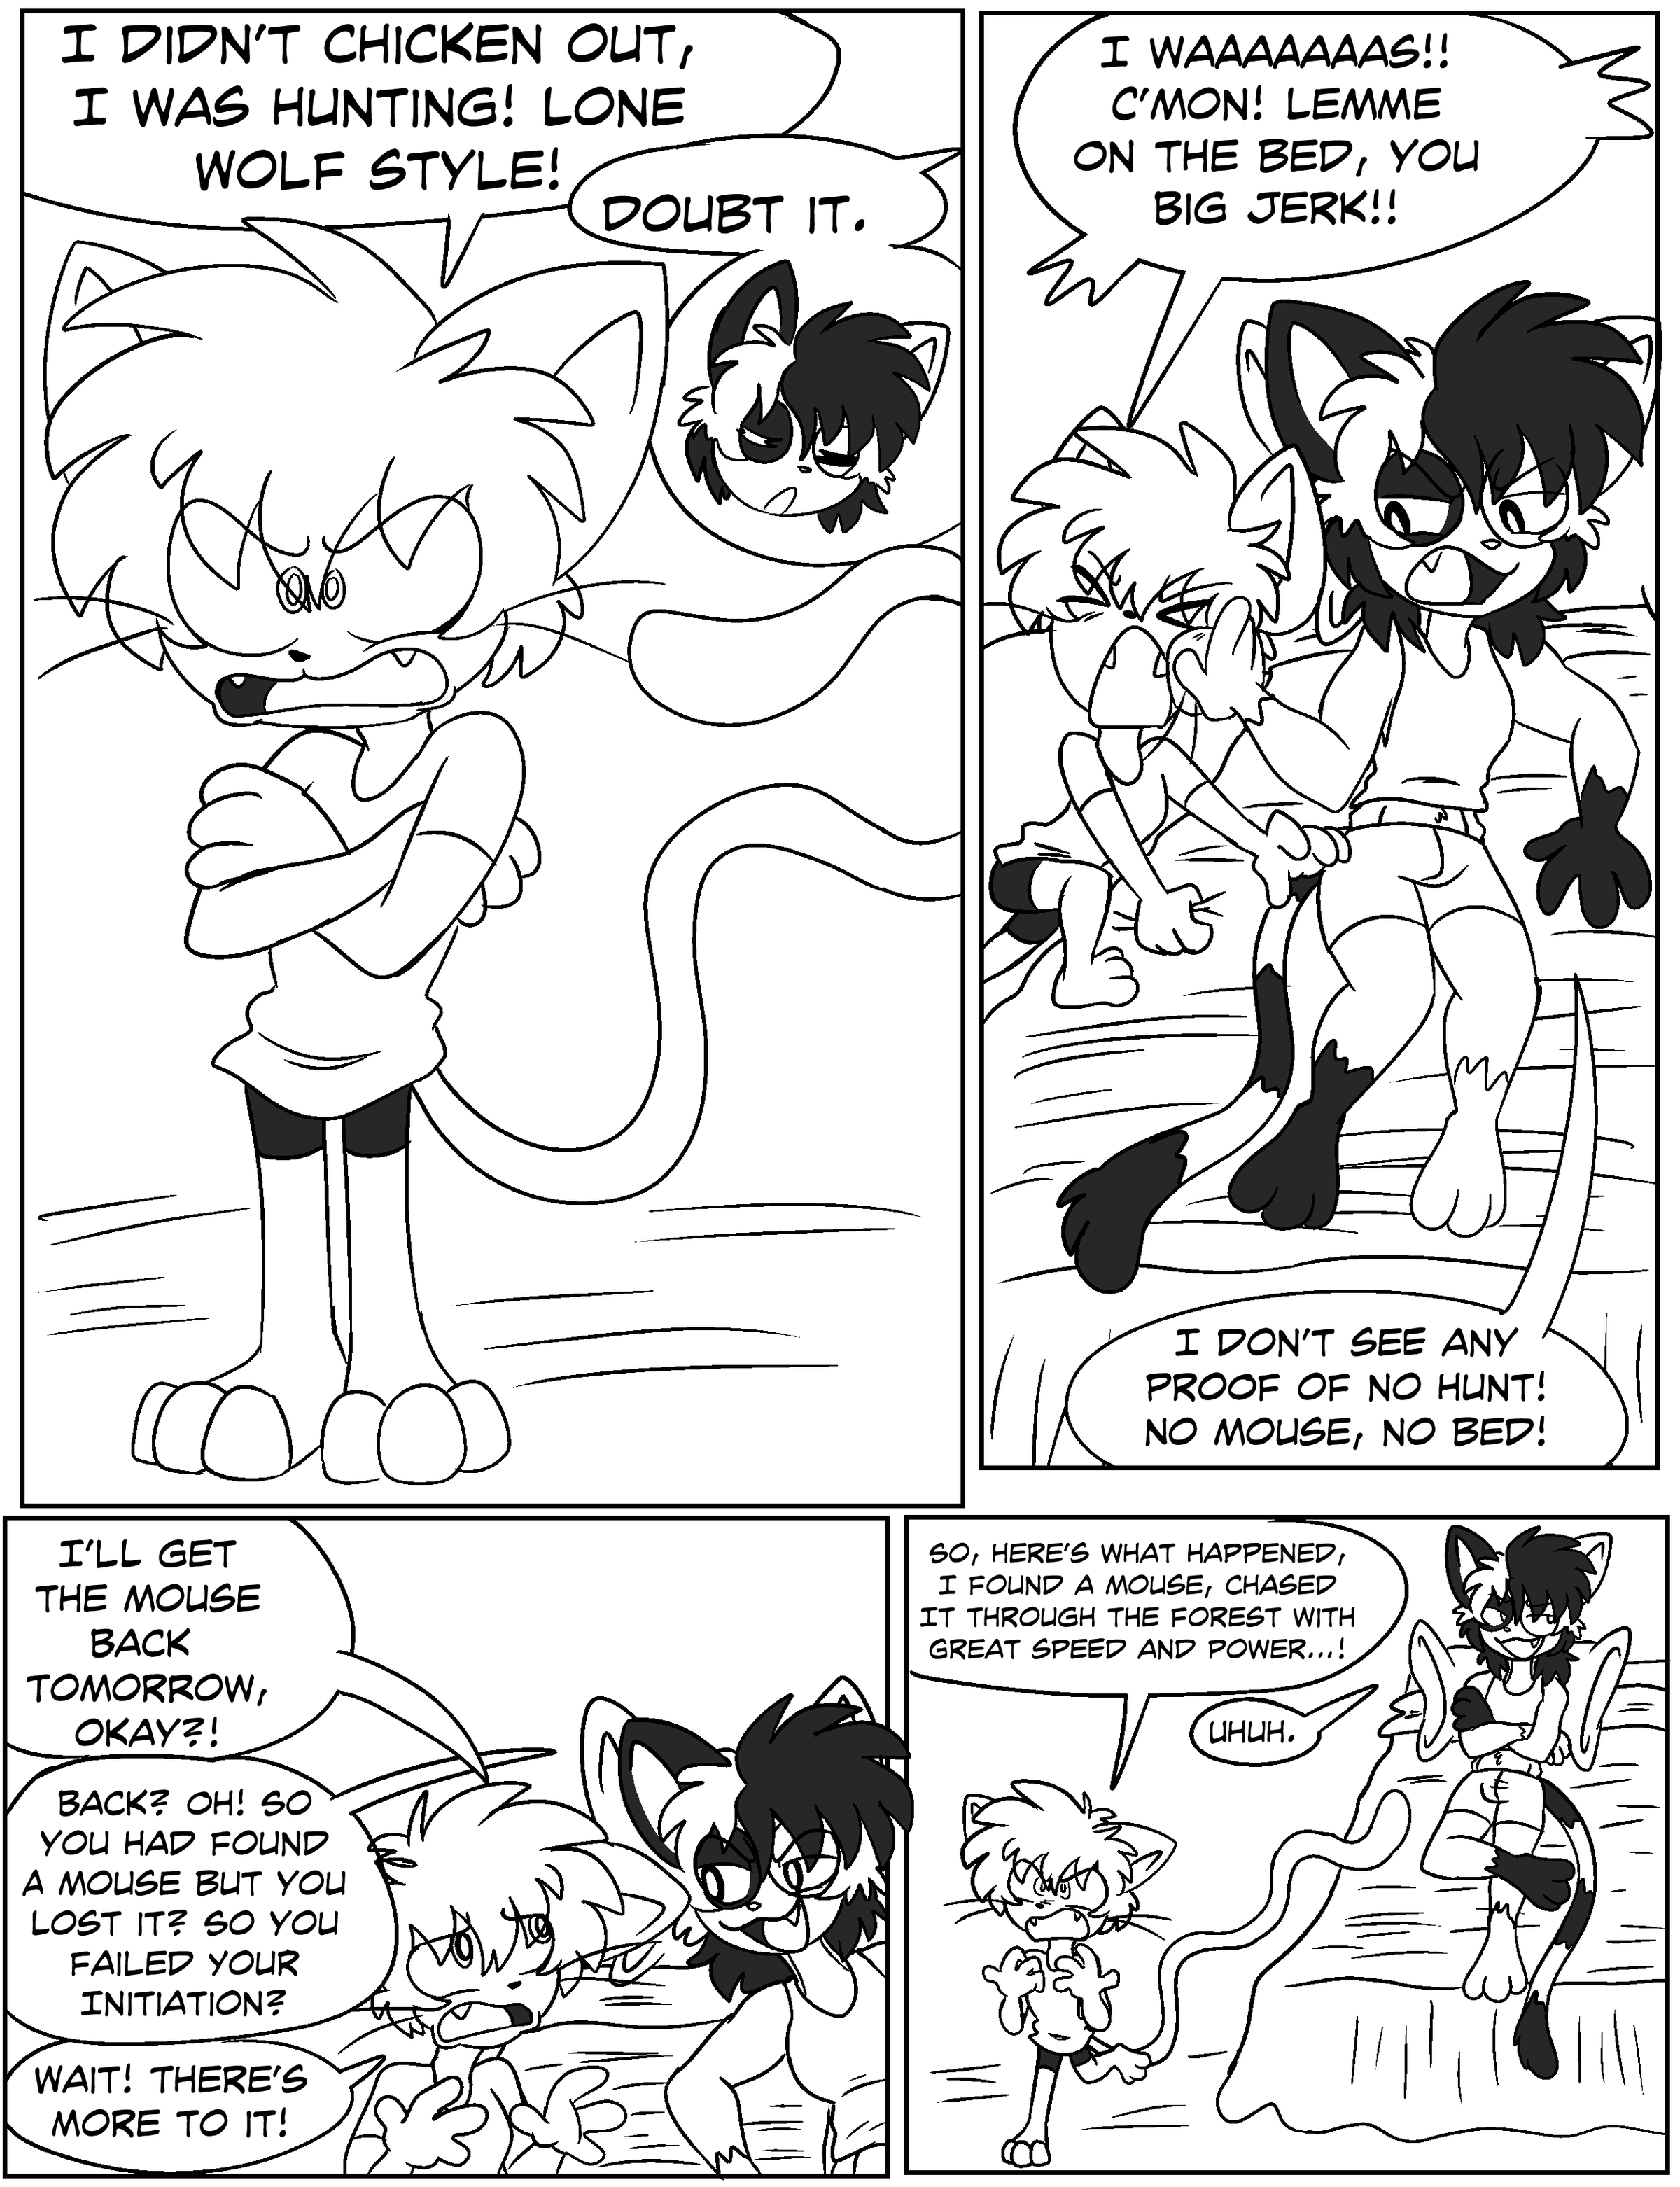 I DIDN'T CHICKEN OUT,
I WAS HUNTING! LONE
WOLF STYLE!
DOUBT IT.
I WAAAAAAAS!!
C'MON! LEMME
ON THE BED, YOU
BIG JERK!!
I DON'T SEE ANY
PROOF OF NO HUNT!
NO MOUSE, NO BED!
I'LL GET
THE MOUSE
BACK
TOMORROW,
OKAY?!
BACK? OH! SO
YOU HAD FOUND
A MOUSE BUT YOU
LOST IT? SO YOU
FAILED YOUR
INITIATION?
WAIT! THERE'S
MORE TO IT!
SO, HERE'S WHAT HAPPENED,
I FOUND A MOUSE, CHASED
IT THROUGH THE FOREST WITH
GREAT SPEED AND POWER...!
UHUH.